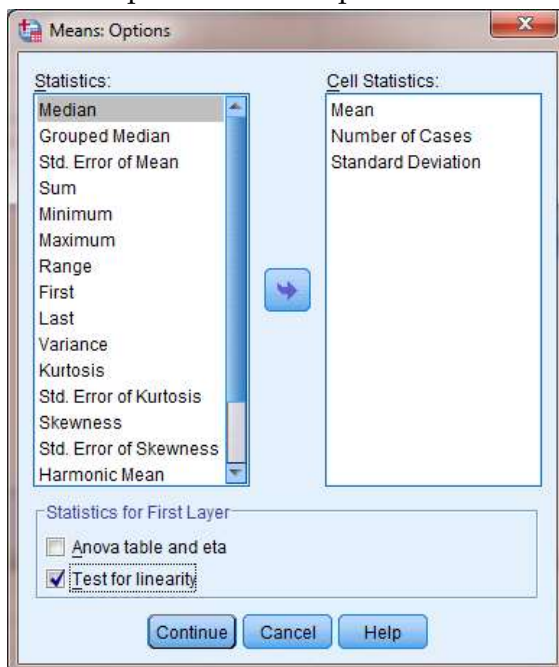 Means: Options
Statistics:
Median
Grouped Median
Std. Error of Mean
Sum
Minimum
Maximum
Range
First
Last
Variance
Kurtosis
Std. Error of Kurtosis
Skewness
Std. Error of Skewness
Harmonic Mean
Cell Statistics:
Mean
Number of Cases
Standard Deviation
Statistics for First Layer
Anova table and eta
Test for linearity
Continue
Cancel
Help